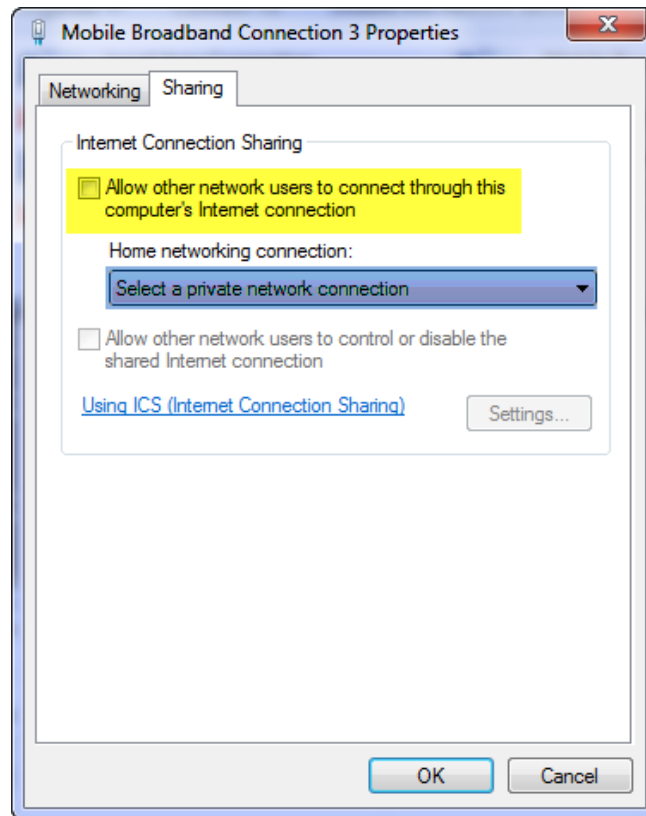 Mobile Broadband Connection 3 Properties
Networking
Sharing
Internet Connection Sharing
Allow other network users to connect through this
computer's Internet connection
Home networking connection:
Select a private network connection
Allow other network users to control or disable the
shared Internet connection
Using ICS (Internet Connection Sharing)
Settings...
OK
Cancel